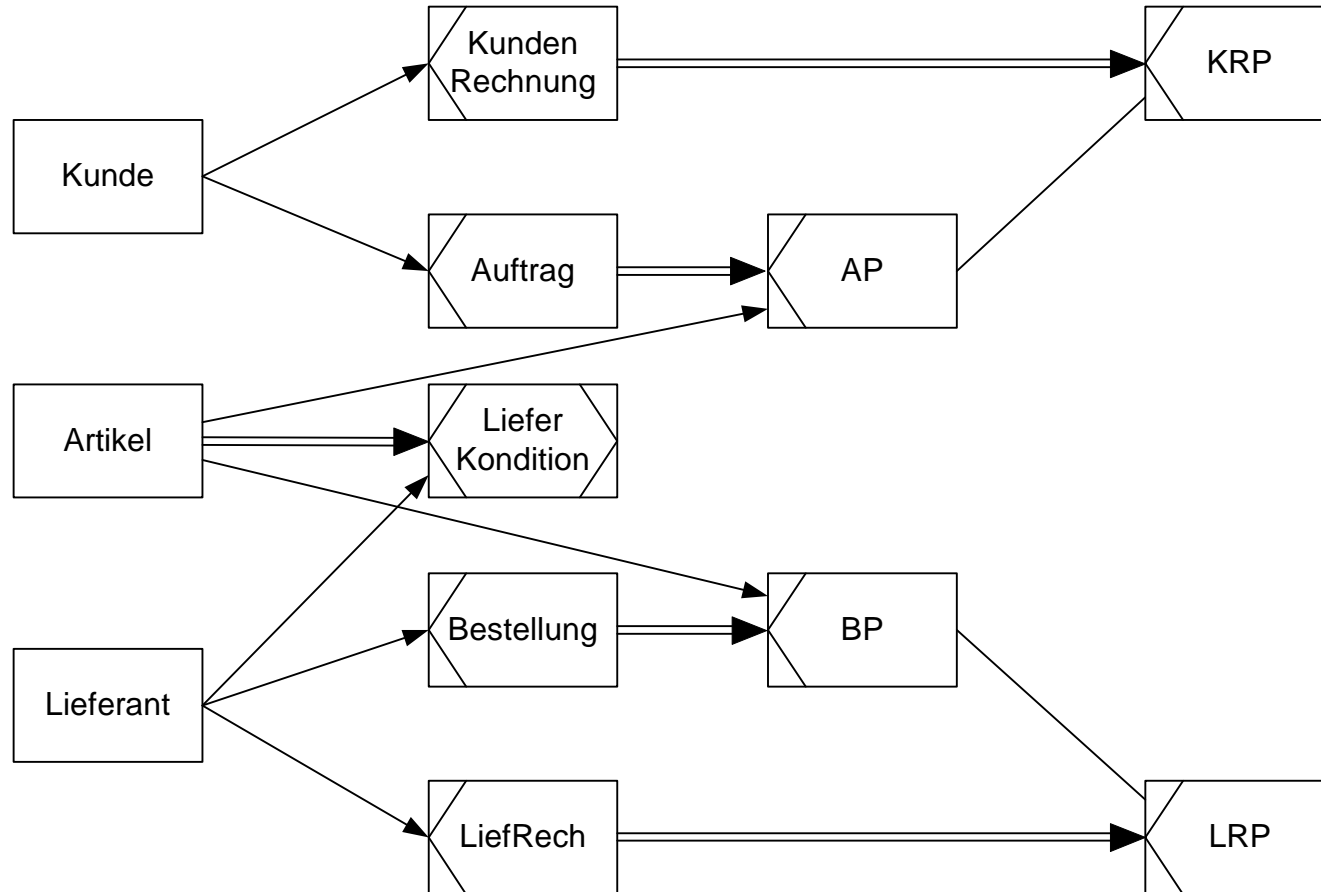 Kunden
Rechnung
KRP
Kunde
Auftrag
AP
Artikel
Liefer
Kondition
Bestellung
BP
Lieferant
LiefRech
LRP